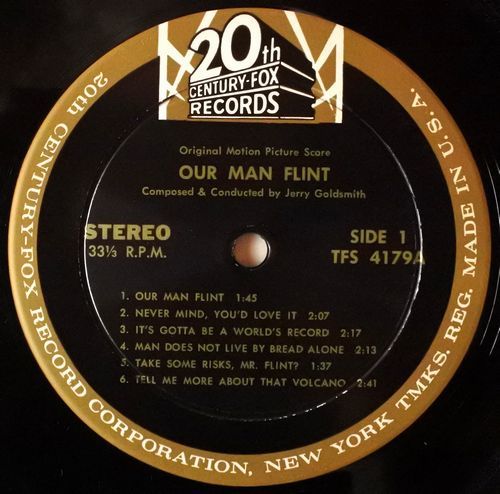 20th
CENTURY-FOX
RECORDS
Original Motion Picture Score
OUR MAN FLINT
Composed & Conducted by Jerry Goldsmith
STEREO
33⅓ R.P.M.
SIDE 1
TFS 4179A
1. OUR MAN FLINT 1:45
2. NEVER MIND, YOU'D LOVE IT 2:07
3. IT'S GOTTA BE A WORLD'S RECORD 2:17
4. MAN DOES NOT LIVE BY BREAD ALONE 2:13
5. TAKE SOME RISKS, MR. FLINT? 1:37
6. TELL ME MORE ABOUT THAT VOLCANO 2:41
20th CENTURY-FOX RECORD CORPORATION, NEW YORK TMKS. REG. MADE IN U.S.A.